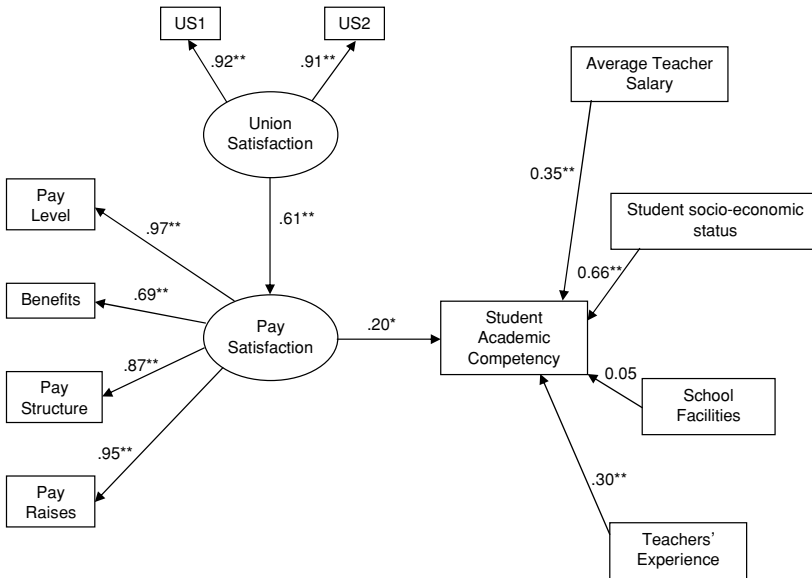 US1
US2
.92**
.91**
Average Teacher
Salary
Union
Satisfaction
0.35**
Pay
Level
.61**
Student socio-economic
status
.97**
0.66**
Benefits
.69**
Pay
Satisfaction
.20*
Student
Academic
Competency
.87**
Pay
Structure
0.05
School
Facilities
.95**
Pay
Raises
.30**
Teachers’
Experience